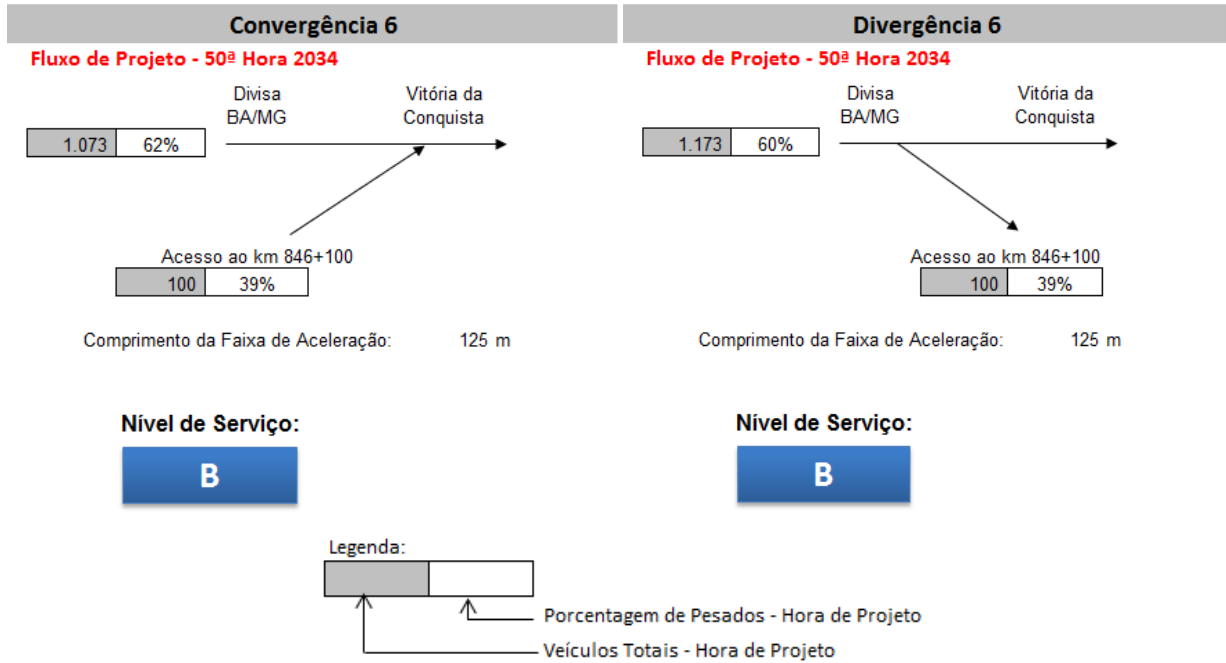 Convergência 6
Fluxo de Projeto - 50ª Hora 2034
Divisa
BA/MG
Vitória da
Conquista
1.073 62%
Acesso ao km 846+100
100 39%
Comprimento da Faixa de Aceleração: 125 m
Nível de Serviço:
B
Divergência 6
Fluxo de Projeto - 50ª Hora 2034
Divisa
BA/MG
Vitória da
Conquista
1.173 60%
Acesso ao km 846+100
100 39%
Comprimento da Faixa de Aceleração: 125 m
Nível de Serviço:
B
Legenda:
Porcentagem de Pesados - Hora de Projeto
Veículos Totais - Hora de Projeto